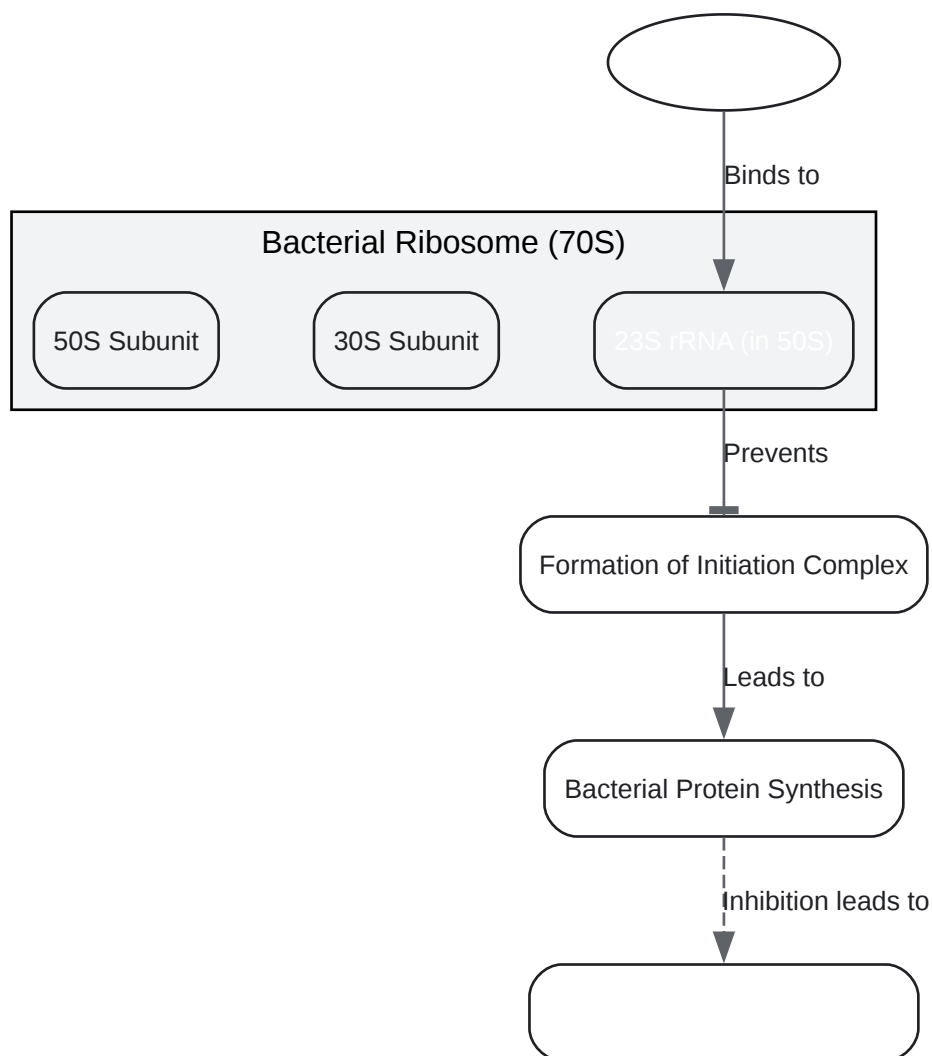 Binds to
Bacterial Ribosome (70S)
50S Subunit
30S Subunit
23S rRNA (in 50S)
Prevents
Formation of Initiation Complex
Leads to
Bacterial Protein Synthesis
Inhibition leads to